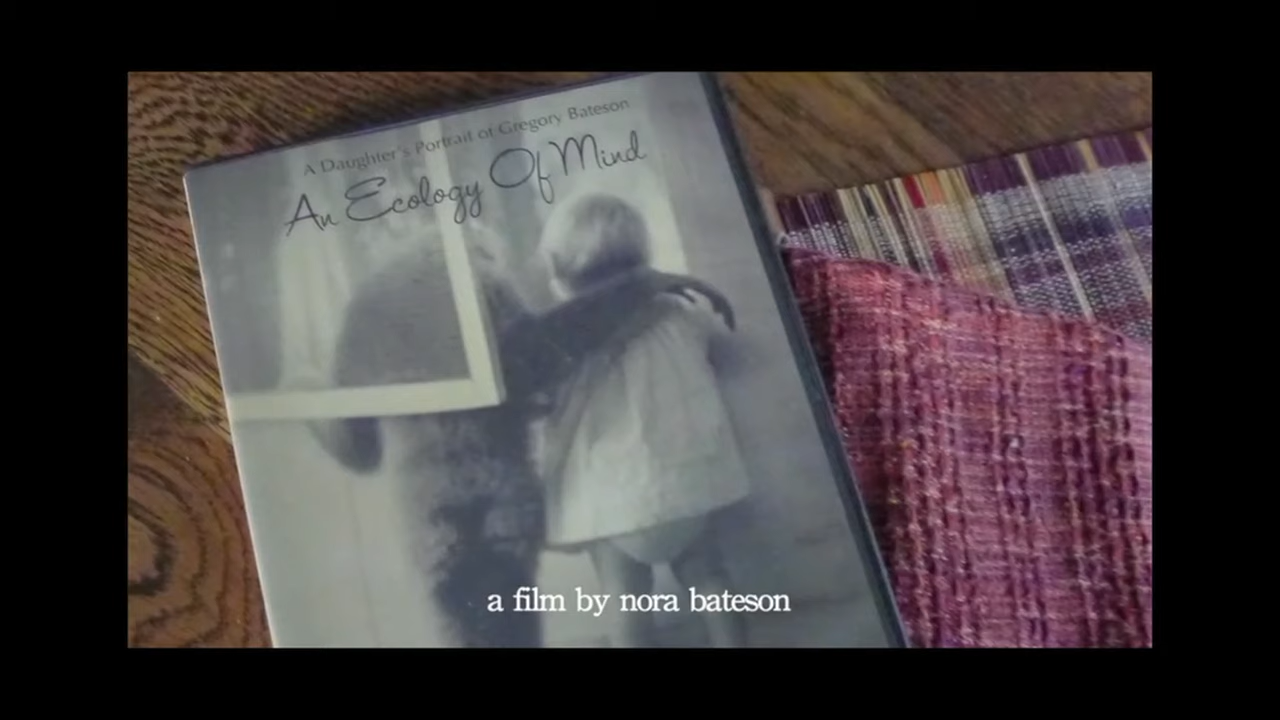 A Daughter's Portrait of Gregory Bateson
An Ecology Of Mind
a film by nora bateson